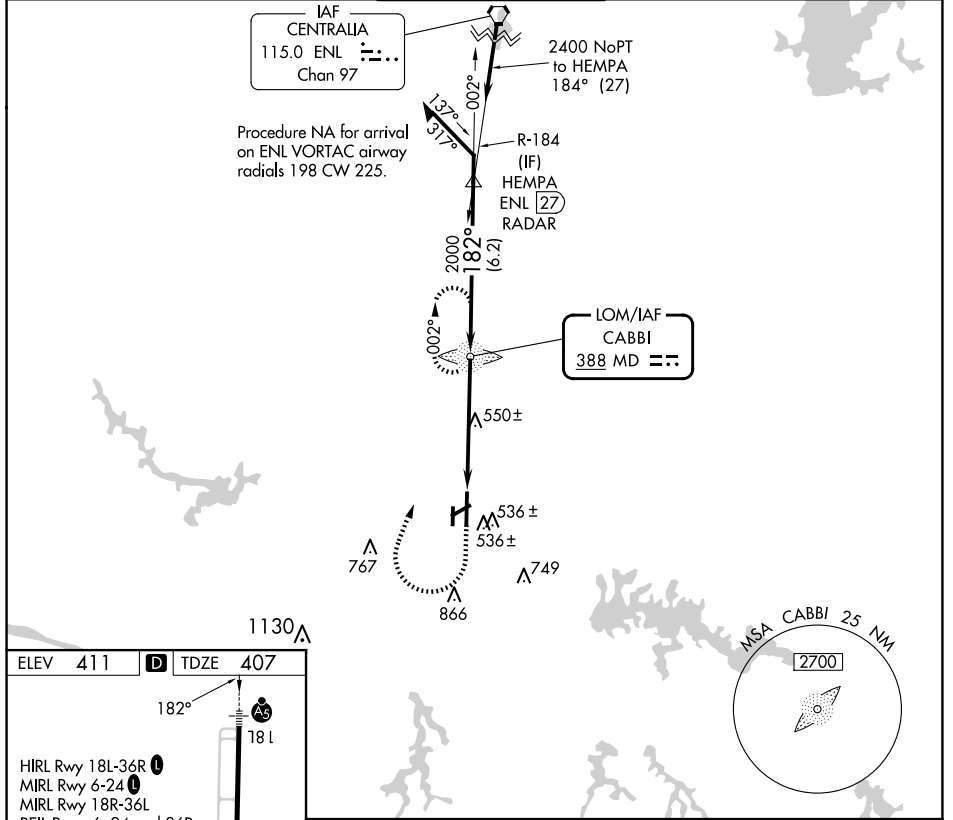 IAF
CENTRALIA
115.0 ENL
Chan 97
2400 NoPT
to HEMPA
184° (27)
002°
137°
317°
Procedure NA for arrival
on ENL VORTAC airway
radials 198 CW 225.
R-184
(IF)
HEMPA
ENL 27
RADAR
2000
182°
(6.2)
002°
LOM/IAF
CABBI
388 MD
550±
536±
536±
767
749
866
1130
MSA CABBI 25 NM
2700
ELEV 411 D TDZE 407
182°
A5
18L
HIRL Rwy 18L-36R L
MIRL Rwy 6-24 L
MIRL Rwy 18R-36L